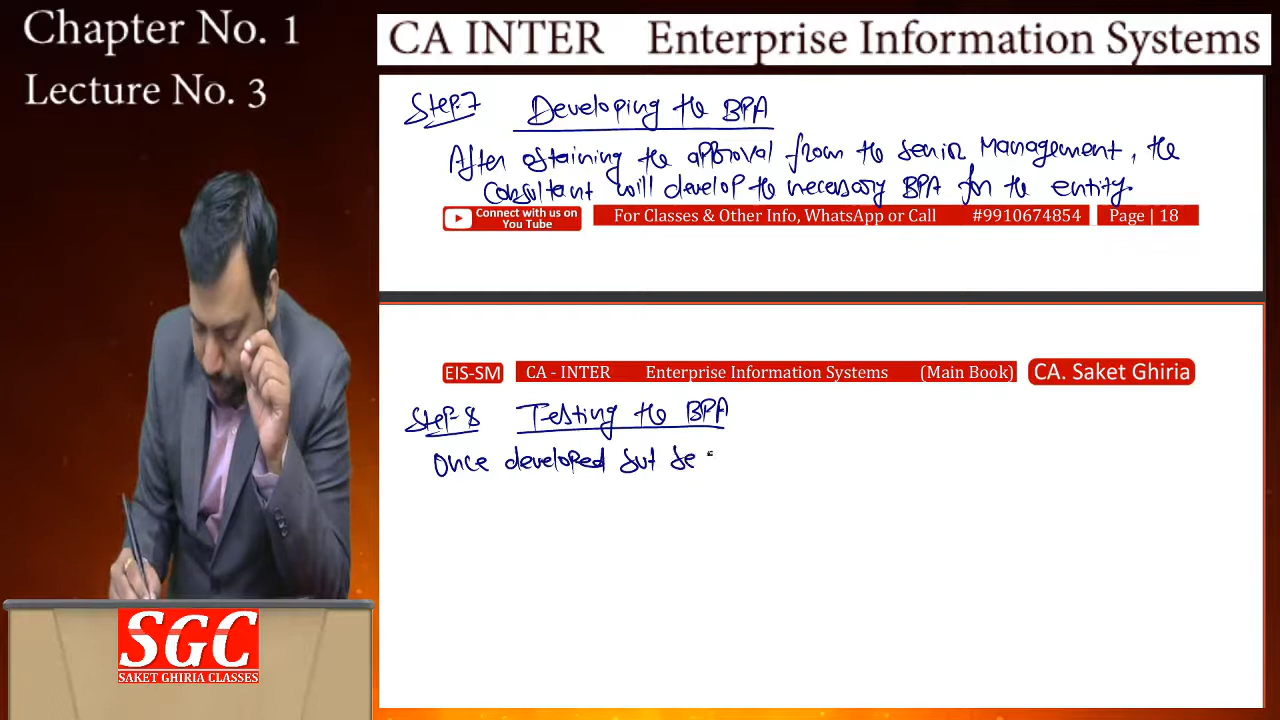 Chapter No. 1
Lecture No. 3
CA INTER Enterprise Information Systems
Step-7 Developing the BPA
After obtaining the approval from the senior Management, the
Consultant will develop the necessary BPA for the entity.
Connect with us on
You Tube
For Classes & Other Info, WhatsApp or Call #9910674854 Page | 18
EIS-SM CA - INTER Enterprise Information Systems (Main Book) CA. Saket Ghiria
Step-8 Testing the BPA
Once developed but be
SGC
SAKET GHIRIA CLASSES